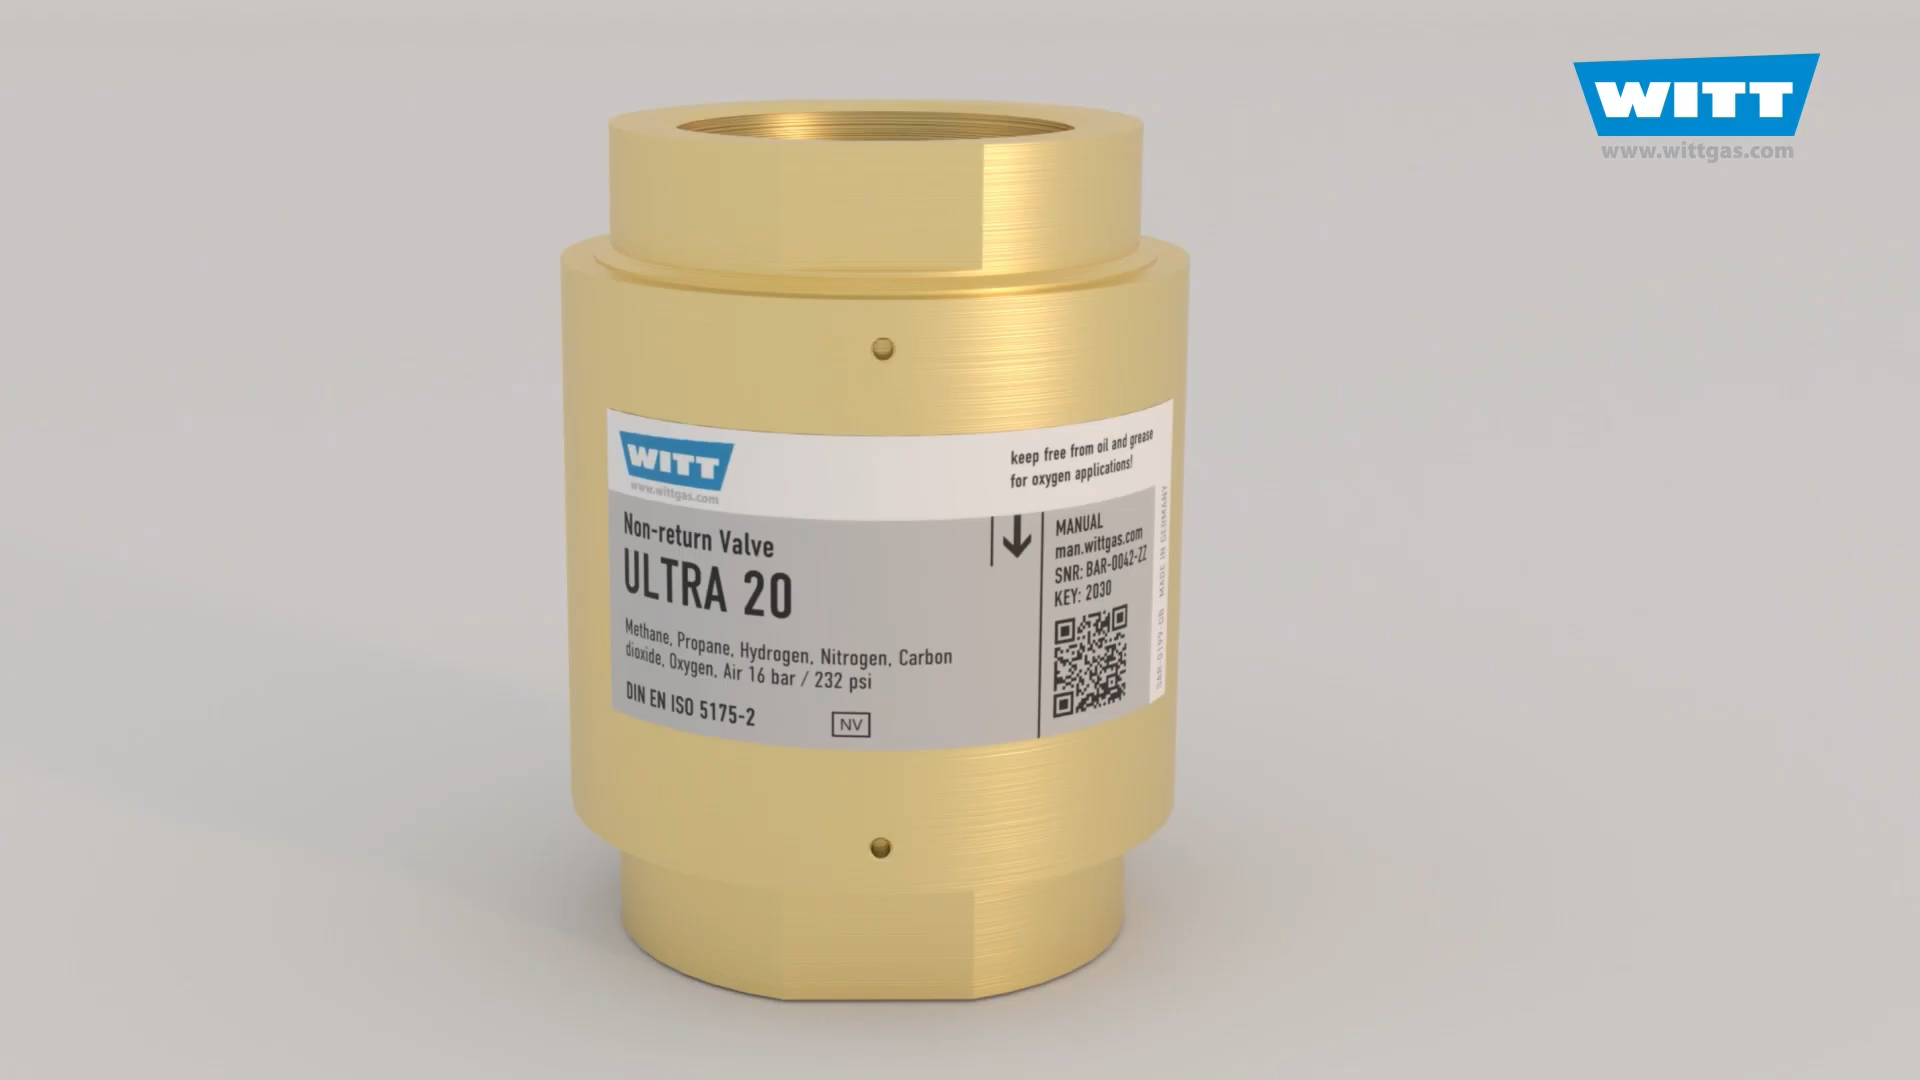 WITT
www.wittgas.com
WITT
www.wittgas.com
keep free from oil and grease
for oxygen applications!
Non-return Valve
ULTRA 20
Methane, Propane, Hydrogen, Nitrogen, Carbon
dioxide, Oxygen, Air 16 bar / 232 psi
DIN EN ISO 5175-2
NV
MANUAL
man.wittgas.com
SNR: BAR-0042-ZZ
KEY: 2030
MADE IN GERMANY